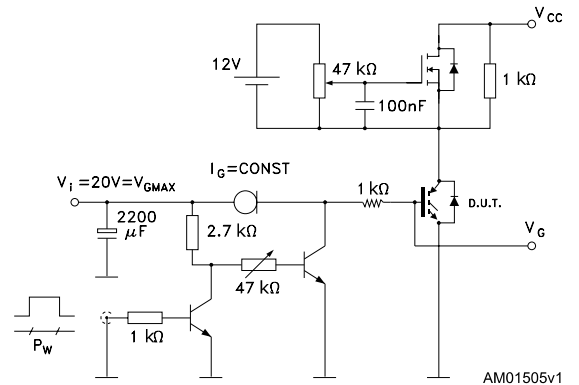 V_CC
12V
47 kΩ
1 kΩ
100nF
I_G=CONST
V_i =20V=V_GMAX
1 kΩ
D.U.T.
2200
μF
2.7 kΩ
V_G
47 kΩ
1 kΩ
P_W
AM01505v1